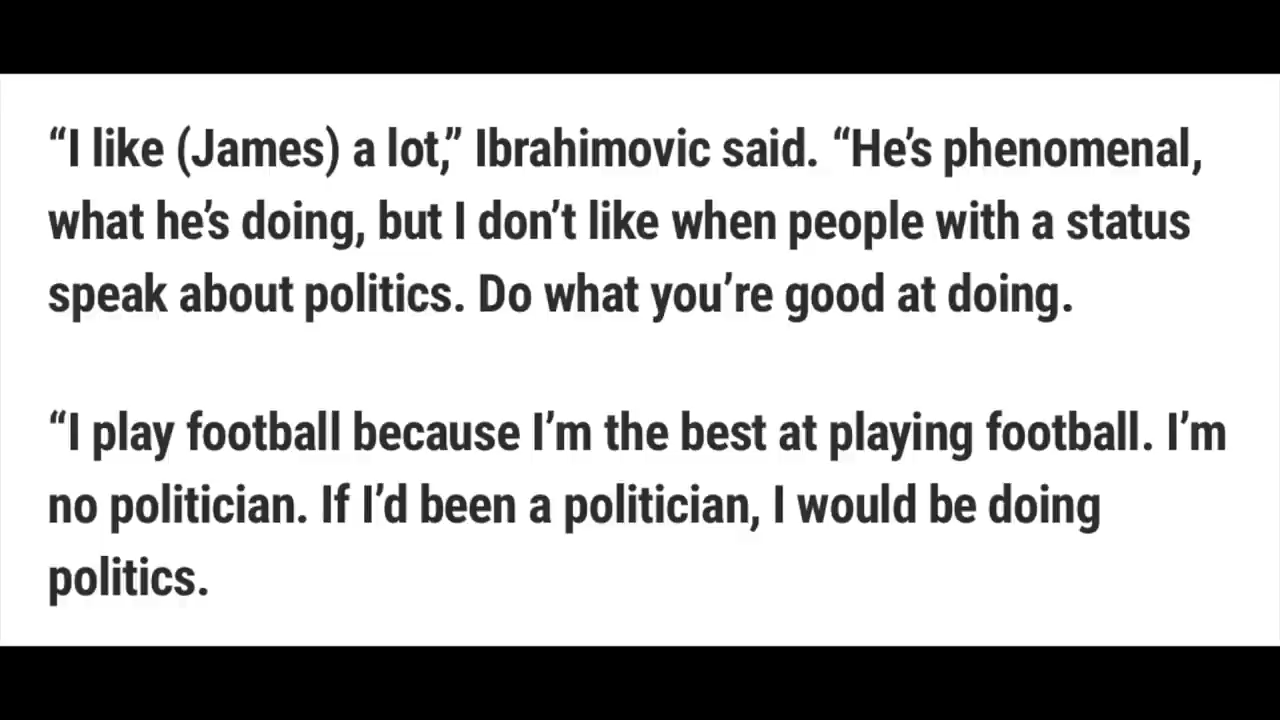 “I like (James) a lot,” Ibrahimovic said. “He’s phenomenal,
what he’s doing, but I don’t like when people with a status
speak about politics. Do what you’re good at doing.
“I play football because I’m the best at playing football. I’m
no politician. If I’d been a politician, I would be doing
politics.